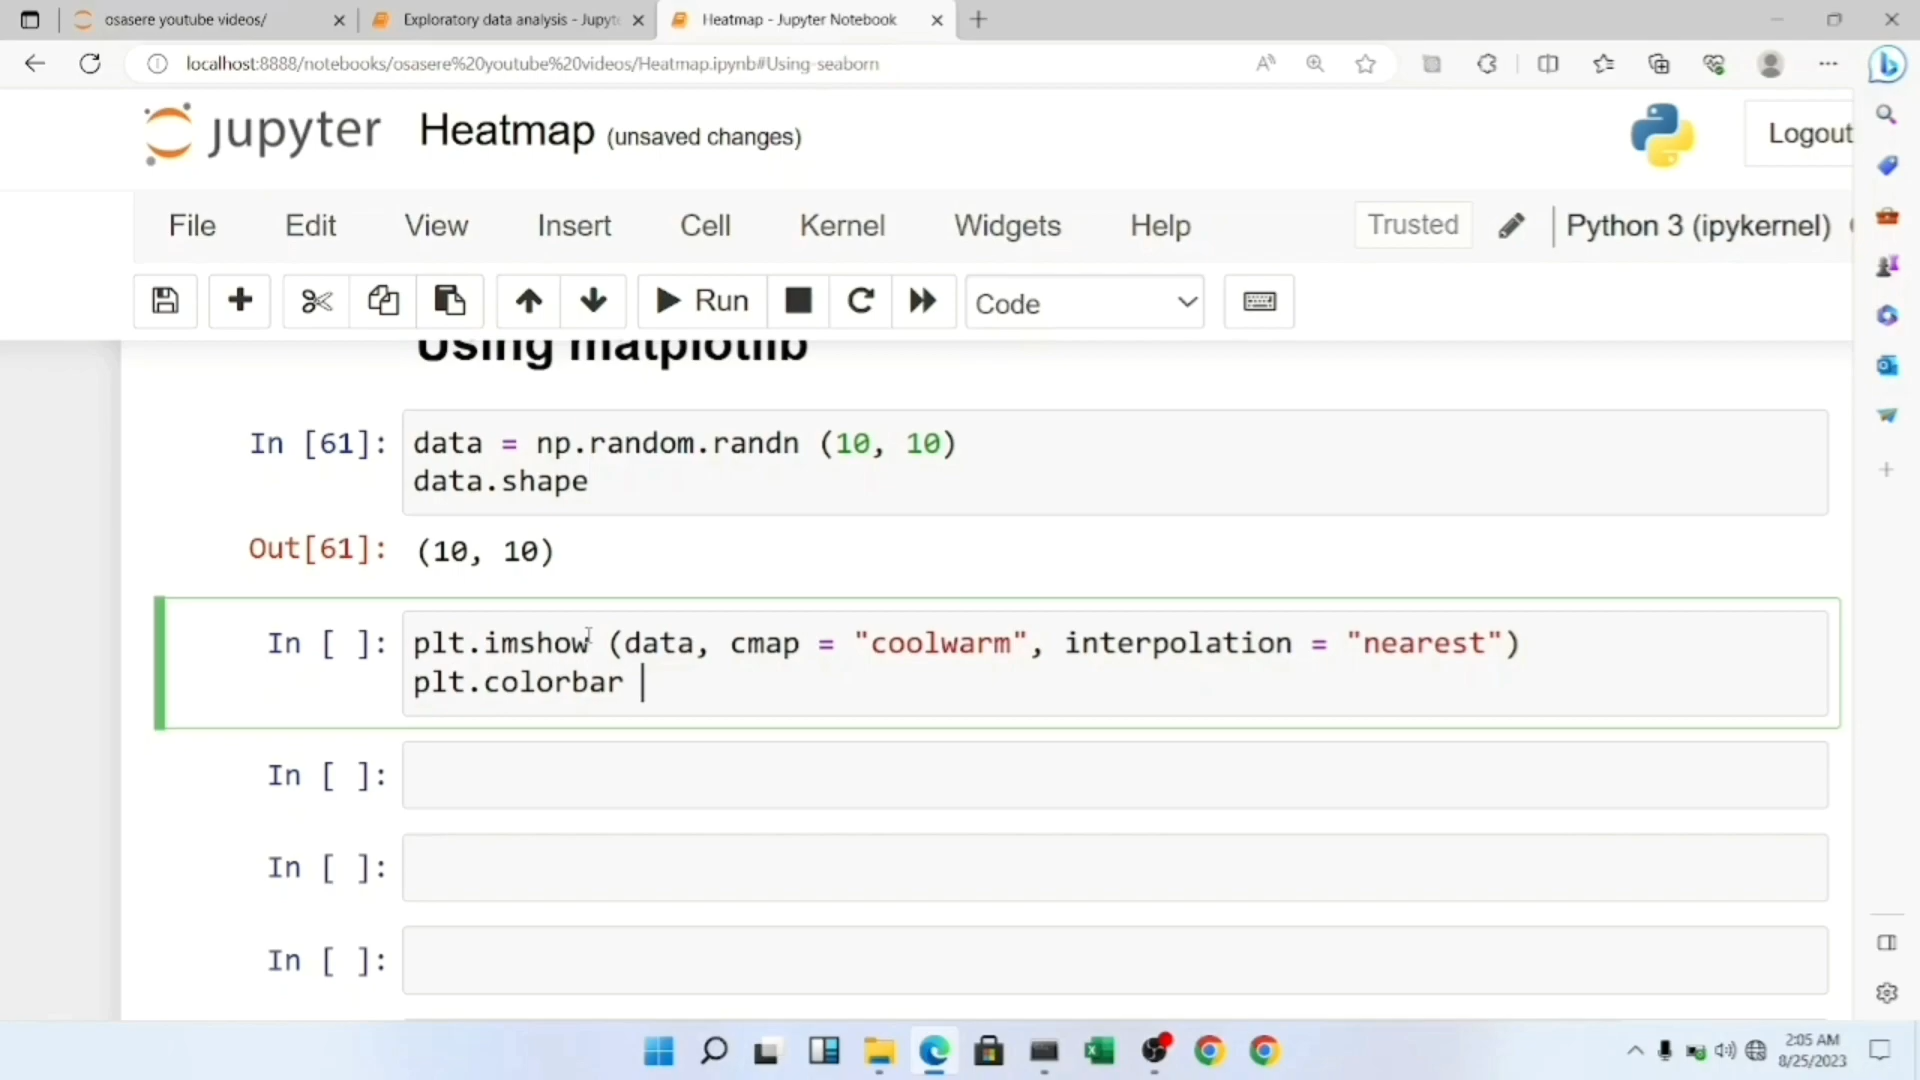 osasere youtube videos/
Exploratory data analysis - Jupyt
Heatmap - Jupyter Notebook
localhost:8888/notebooks/osasere%20youtube%20videos/Heatmap.ipynb#Using-seaborn
jupyter Heatmap (unsaved changes)
Logout
File Edit View Insert Cell Kernel Widgets Help
Trusted
Python 3 (ipykernel)
Run
Code
Using matplotlib
In [61]: data = np.random.randn (10, 10)
data.shape
Out[61]: (10, 10)
In [ ]: plt.imshow (data, cmap = "coolwarm", interpolation = "nearest")
plt.colorbar
In [ ]:
In [ ]:
In [ ]:
2:05 AM
8/25/2023